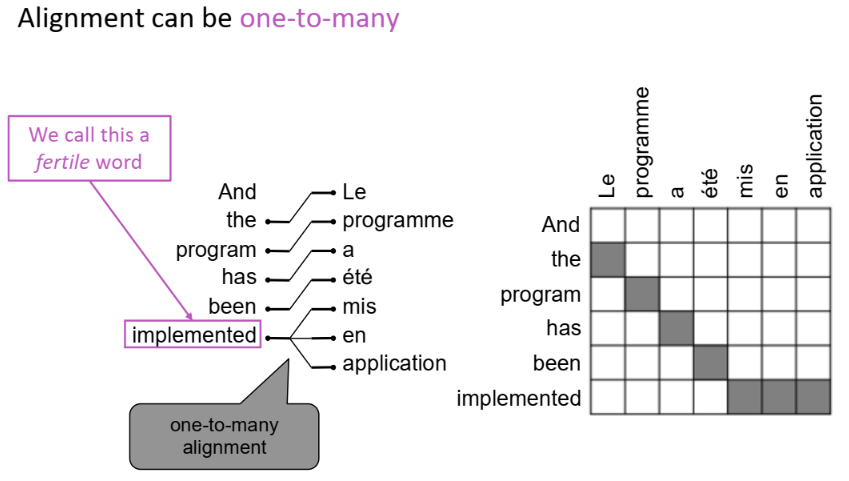 Alignment can be one-to-many
We call this a
fertile word
And
the
program
has
been
implemented
Le
programme
a
été
mis
en
application
one-to-many
alignment
Le
programme
a
été
mis
en
application
And
the
program
has
been
implemented